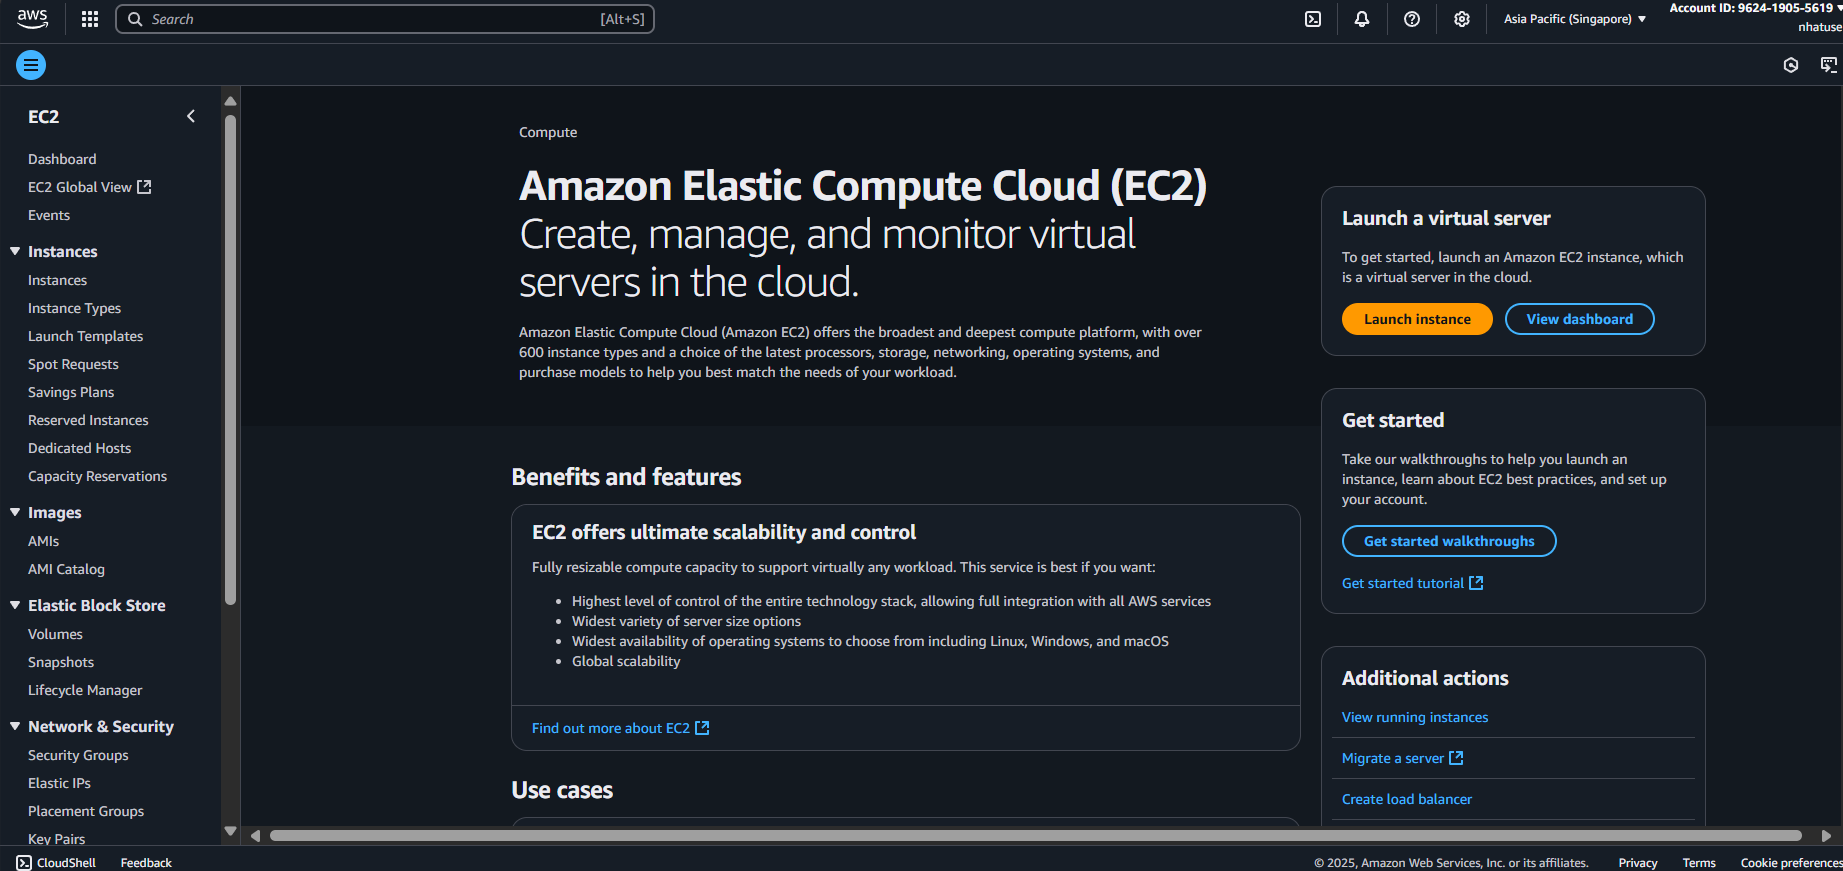 aws
Search
[Alt+S]
Asia Pacific (Singapore)
Account ID: 9624-1905-5619
nhatuse
EC2
Dashboard
EC2 Global View
Events
Instances
Instances
Instance Types
Launch Templates
Spot Requests
Savings Plans
Reserved Instances
Dedicated Hosts
Capacity Reservations
Images
AMIs
AMI Catalog
Elastic Block Store
Volumes
Snapshots
Lifecycle Manager
Network & Security
Security Groups
Elastic IPs
Placement Groups
Key Pairs
Compute
Amazon Elastic Compute Cloud (EC2)
Create, manage, and monitor virtual
servers in the cloud.
Amazon Elastic Compute Cloud (Amazon EC2) offers the broadest and deepest compute platform, with over
600 instance types and a choice of the latest processors, storage, networking, operating systems, and
purchase models to help you best match the needs of your workload.
Benefits and features
EC2 offers ultimate scalability and control
Fully resizable compute capacity to support virtually any workload. This service is best if you want:
• Highest level of control of the entire technology stack, allowing full integration with all AWS services
• Widest variety of server size options
• Widest availability of operating systems to choose from including Linux, Windows, and macOS
• Global scalability
Find out more about EC2
Use cases
Launch a virtual server
To get started, launch an Amazon EC2 instance, which
is a virtual server in the cloud.
Launch instance
View dashboard
Get started
Take our walkthroughs to help you launch an
instance, learn about EC2 best practices, and set up
your account.
Get started walkthroughs
Get started tutorial
Additional actions
View running instances
Migrate a server
Create load balancer
CloudShell
Feedback
© 2025, Amazon Web Services, Inc. or its affiliates.
Privacy
Terms
Cookie preferences